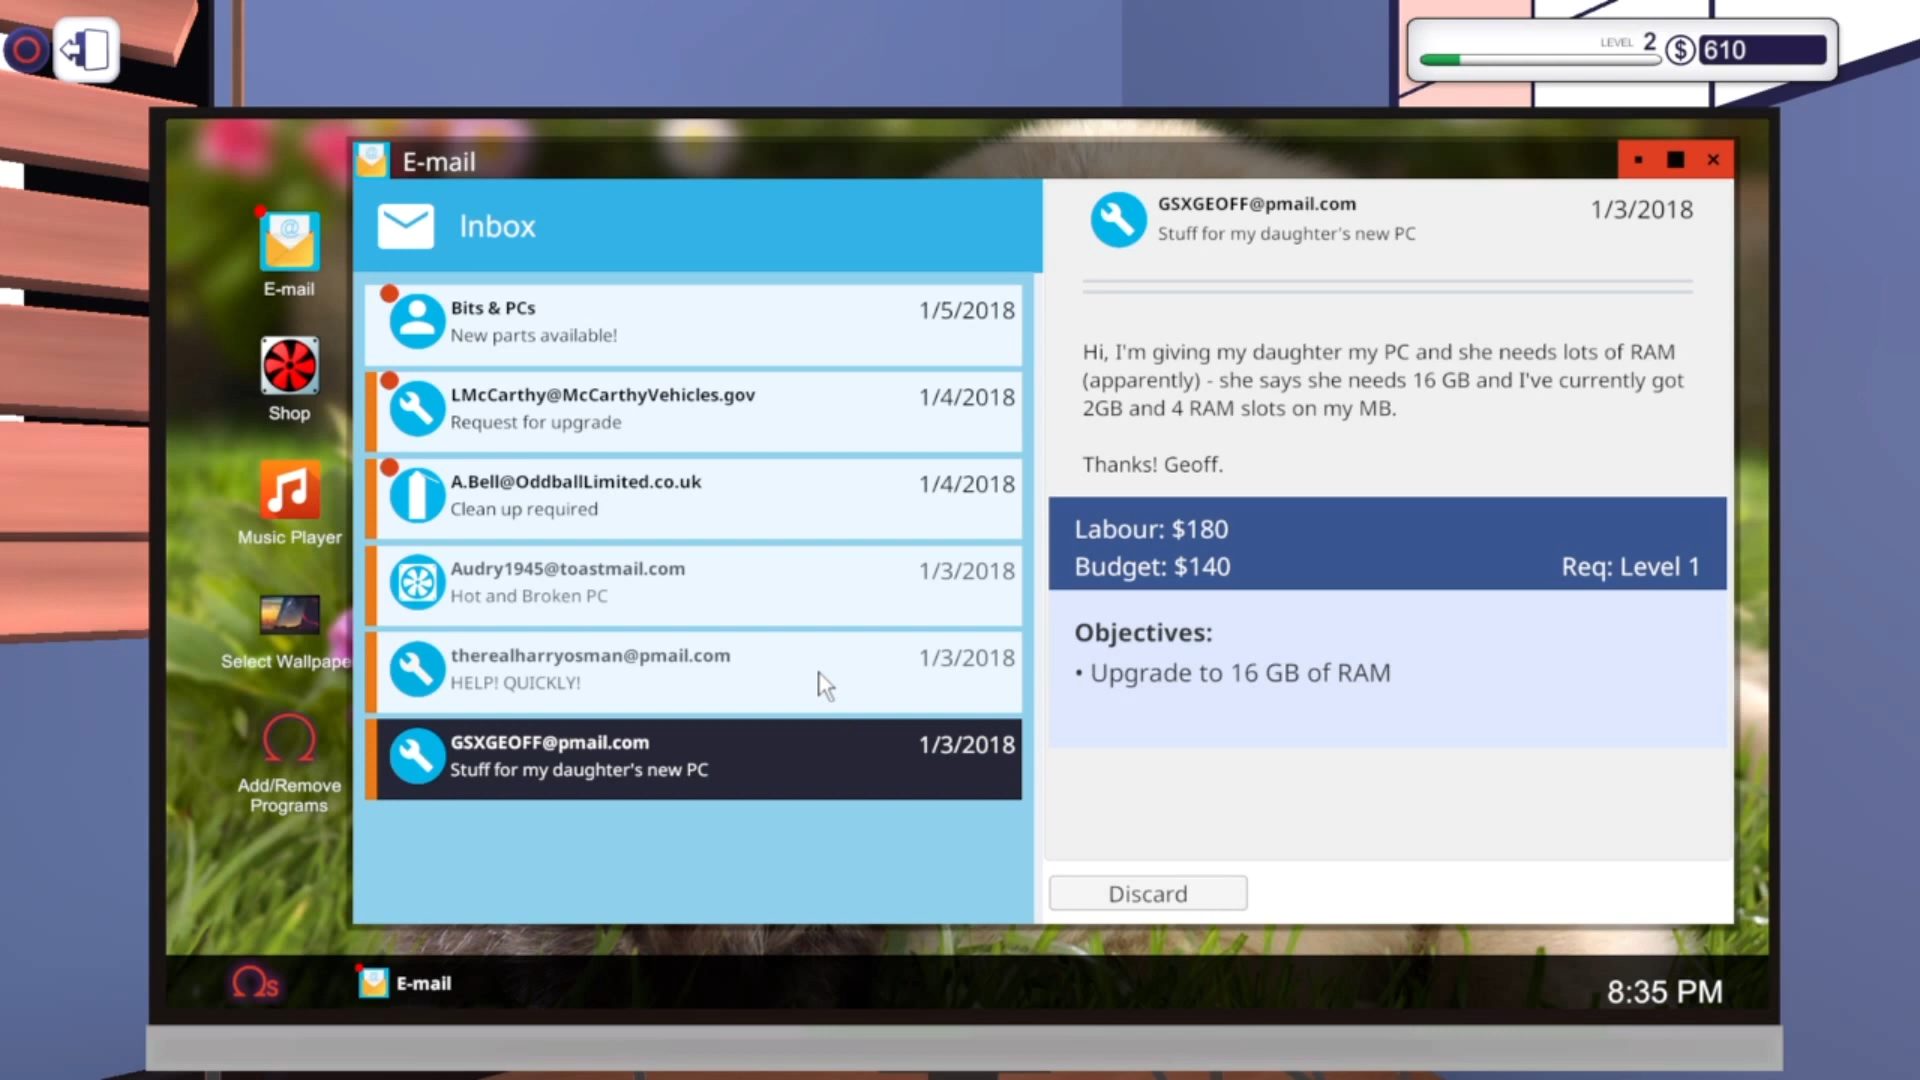 LEVEL 2 $ 610
E-mail
Inbox
Bits & PCs 1/5/2018
New parts available!
LMcCarthy@McCarthyVehicles.gov 1/4/2018
Request for upgrade
A.Bell@OddballLimited.co.uk 1/4/2018
Clean up required
Audry1945@toastmail.com 1/3/2018
Hot and Broken PC
therealharryosman@pmail.com 1/3/2018
HELP! QUICKLY!
GSXGEOFF@pmail.com 1/3/2018
Stuff for my daughter's new PC
GSXGEOFF@pmail.com 1/3/2018
Stuff for my daughter's new PC
Hi, I'm giving my daughter my PC and she needs lots of RAM
(apparently) - she says she needs 16 GB and I've currently got
2GB and 4 RAM slots on my MB.
Thanks! Geoff.
Labour: $180
Budget: $140 Req: Level 1
Objectives:
• Upgrade to 16 GB of RAM
Discard
E-mail
Shop
Music Player
Select Wallpape
Add/Remove
Programs
Ωs
E-mail
8:35 PM